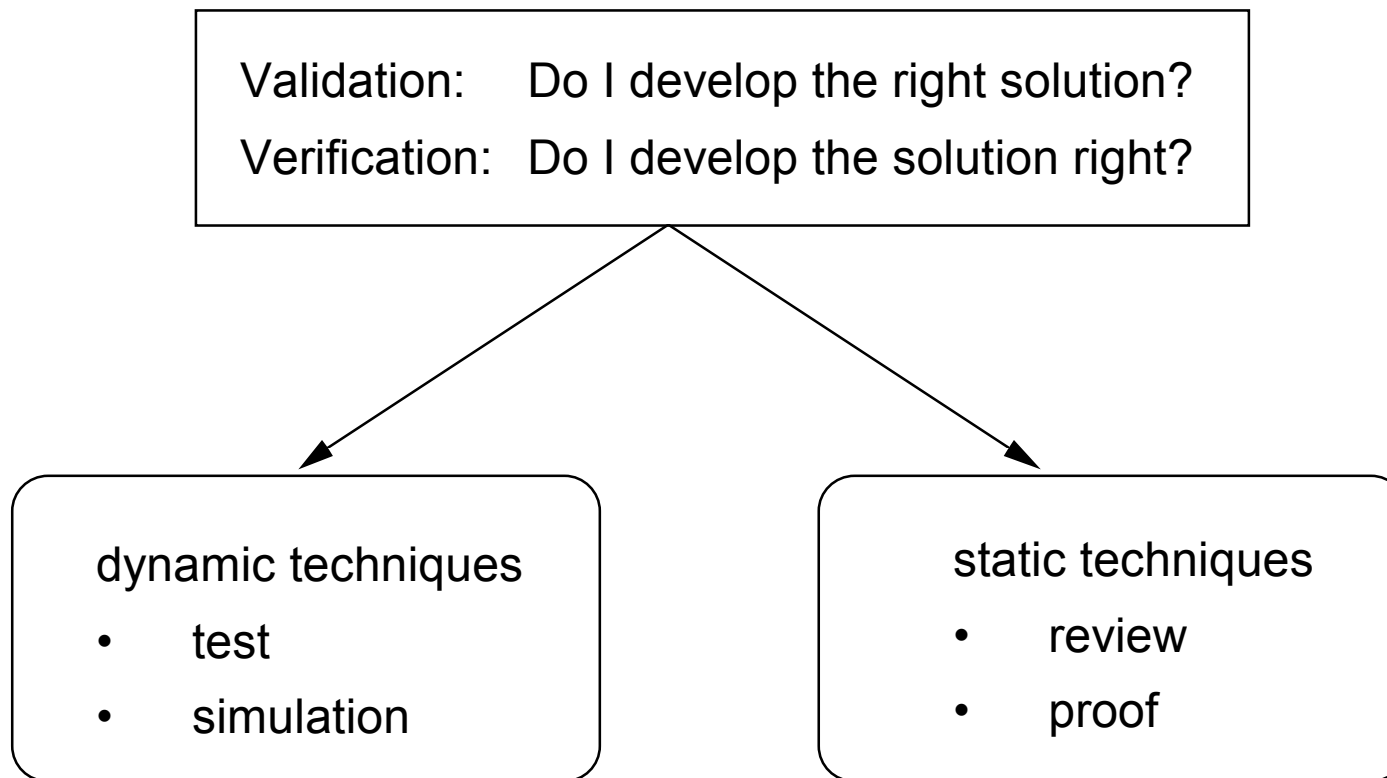 Validation: Do I develop the right solution?
Verification: Do I develop the solution right?
dynamic techniques
• test
• simulation
static techniques
• review
• proof